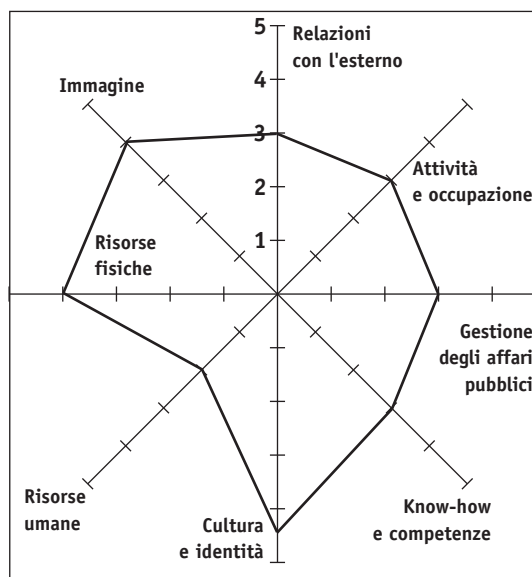 5
Relazioni
con l'esterno
4
Immagine
3
Attività
e occupazione
2
Risorse
fisiche
1
Gestione
degli affari
pubblici
Risorse
umane
Cultura
e identità
Know-how
e competenze